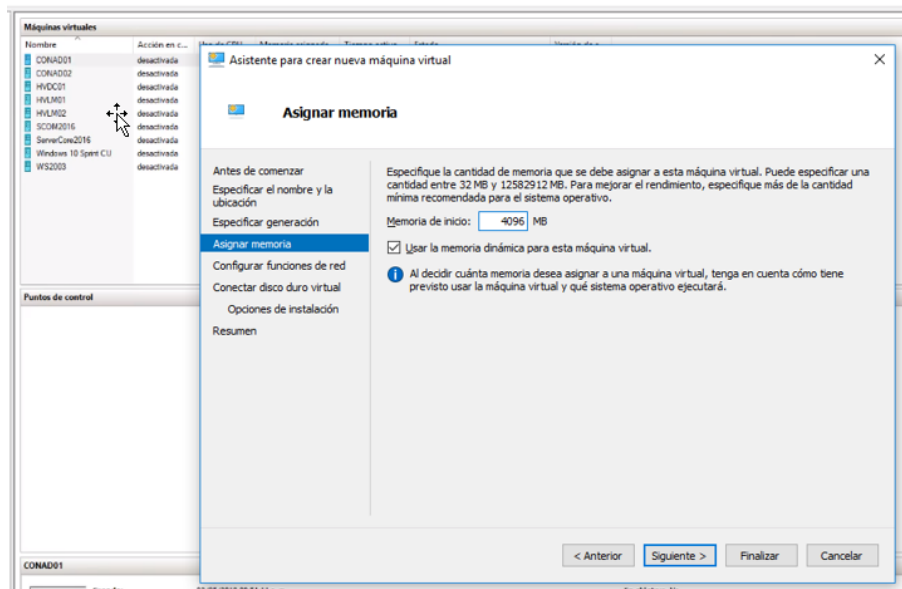 Máquinas virtuales
Nombre
Acción en c...
CONAD01 desactivada
CONAD02 desactivada
HVDC01 desactivada
HVLM01 desactivada
HVLM02 desactivada
SCOM2016 desactivada
ServerCore2016 desactivada
Windows 10 Sprint CU desactivada
WS2003 desactivada
Puntos de control
CONAD01
Asistente para crear nueva máquina virtual
Asignar memoria
Antes de comenzar
Especificar el nombre y la
ubicación
Especificar generación
Asignar memoria
Configurar funciones de red
Conectar disco duro virtual
Opciones de instalación
Resumen
Especifique la cantidad de memoria que se debe asignar a esta máquina virtual. Puede especificar una
cantidad entre 32 MB y 12582912 MB. Para mejorar el rendimiento, especifique más de la cantidad
mínima recomendada para el sistema operativo.
Memoria de inicio: 4096 MB
Usar la memoria dinámica para esta máquina virtual.
Al decidir cuánta memoria desea asignar a una máquina virtual, tenga en cuenta cómo tiene
previsto usar la máquina virtual y qué sistema operativo ejecutará.
< Anterior
Siguiente >
Finalizar
Cancelar